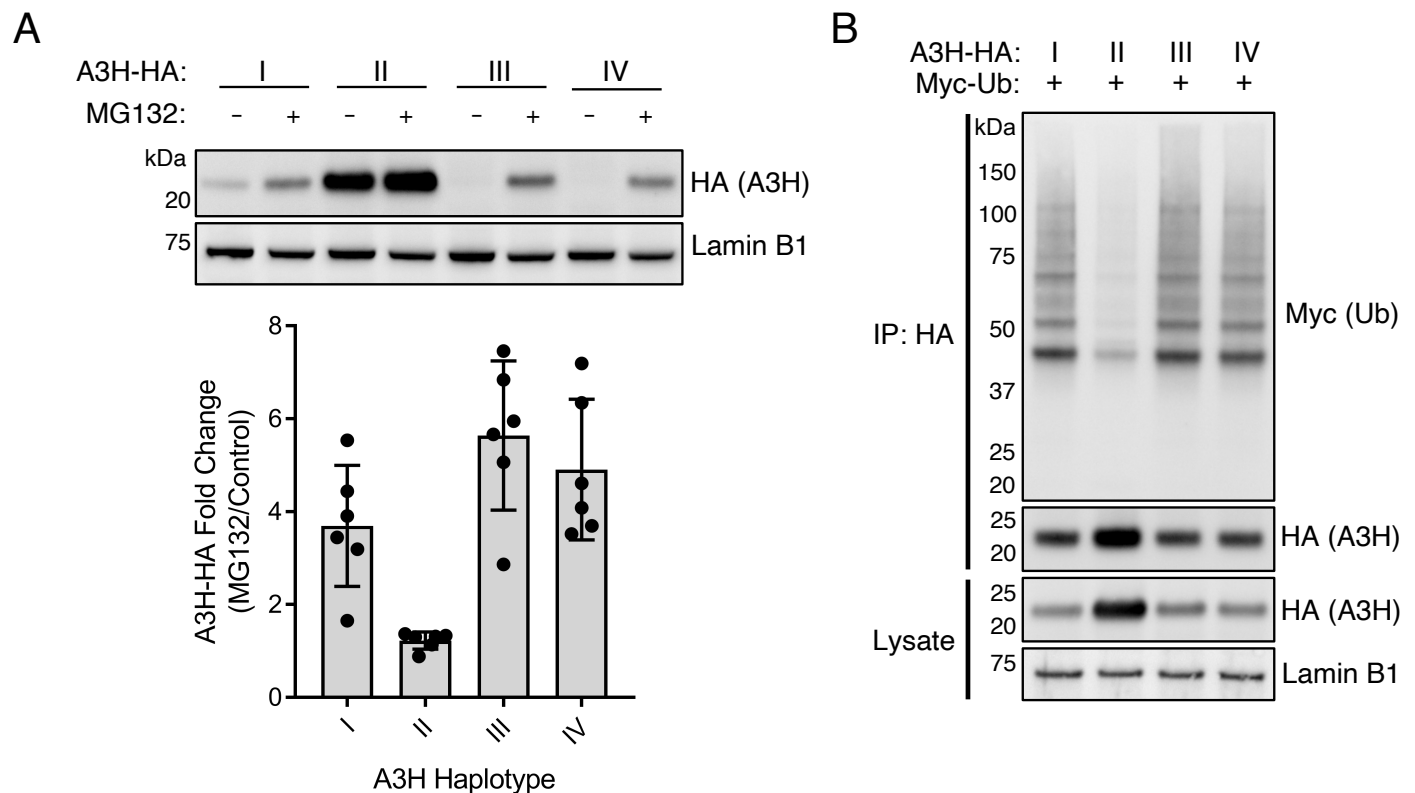 A
A3H-HA: I II III IV
MG132: – + – + – + – +
kDa
20
HA (A3H)
75
Lamin B1
8
6
4
2
0
A3H-HA Fold Change
(MG132/Control)
I II III IV
A3H Haplotype
B
A3H-HA: I II III IV
Myc-Ub: + + + +
kDa
150
100
75
50
37
25
20
IP: HA
Myc (Ub)
25
20
HA (A3H)
Lysate
25
20
HA (A3H)
75
Lamin B1